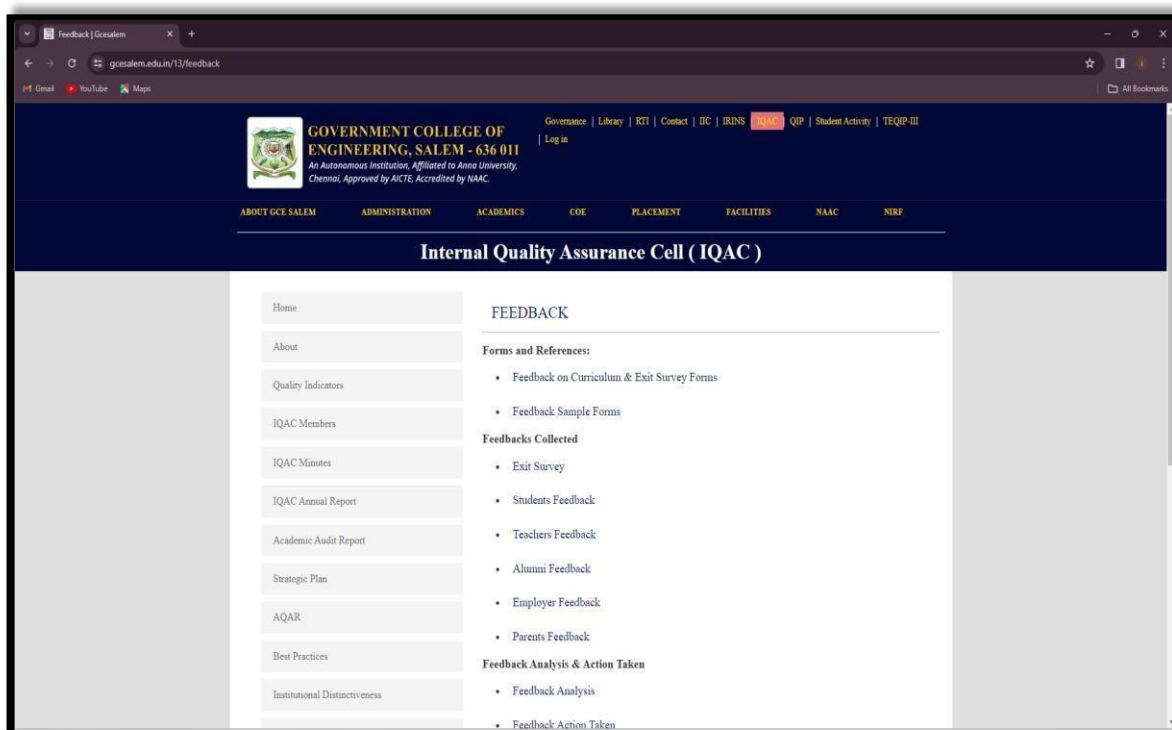 Feedback | Gcesalem
gcesalem.edu.in/13/feedback
Gmail YouTube Maps All Bookmarks
GOVERNMENT COLLEGE OF
ENGINEERING, SALEM - 636 011
An Autonomous Institution, Affiliated to Anna University,
Chennai, Approved by AICTE, Accredited by NAAC.
Governance | Library | RTI | Contact | IIC | IRINS | IQAC | QIP | Student Activity | TEQIP-III
| Log in
ABOUT GCE SALEM ADMINISTRATION ACADEMICS COE PLACEMENT FACILITIES NAAC NIRF
Internal Quality Assurance Cell ( IQAC )
Home
About
Quality Indicators
IQAC Members
IQAC Minutes
IQAC Annual Report
Academic Audit Report
Strategic Plan
AQAR
Best Practices
Institutional Distinctiveness
FEEDBACK
Forms and References:
• Feedback on Curriculum & Exit Survey Forms
• Feedback Sample Forms
Feedbacks Collected
• Exit Survey
• Students Feedback
• Teachers Feedback
• Alumni Feedback
• Employer Feedback
• Parents Feedback
Feedback Analysis & Action Taken
• Feedback Analysis
• Feedback Action Taken